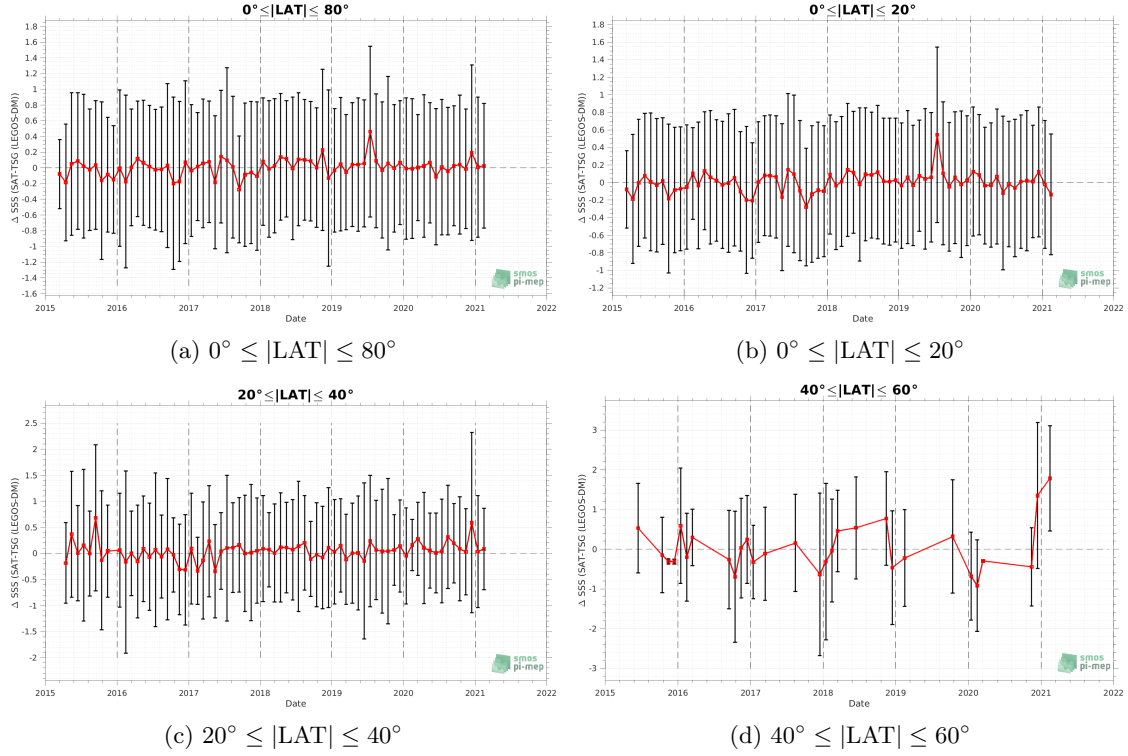 0°≤|LAT|≤ 80°
Δ SSS (SAT-TSG (LEGOS-DM))
1.8
1.6
1.4
1.2
1
0.8
0.6
0.4
0.2
0
-0.2
-0.4
-0.6
-0.8
-1
-1.2
-1.4
-1.6
2015 2016 2017 2018 2019 2020 2021 2022
Date
smos
pi-mep
(a) 0° ≤ |LAT| ≤ 80°
0°≤|LAT|≤ 20°
Δ SSS (SAT-TSG (LEGOS-DM))
1.8
1.6
1.4
1.2
1
0.8
0.6
0.4
0.2
0
-0.2
-0.4
-0.6
-0.8
-1
-1.2
2015 2016 2017 2018 2019 2020 2021 2022
Date
smos
pi-mep
(b) 0° ≤ |LAT| ≤ 20°
20°≤|LAT|≤ 40°
Δ SSS (SAT-TSG (LEGOS-DM))
2.5
2
1.5
1
0.5
0
-0.5
-1
-1.5
-2
2015 2016 2017 2018 2019 2020 2021 2022
Date
smos
pi-mep
(c) 20° ≤ |LAT| ≤ 40°
40°≤|LAT|≤ 60°
Δ SSS (SAT-TSG (LEGOS-DM))
3
2
1
0
-1
-2
-3
2015 2016 2017 2018 2019 2020 2021 2022
Date
smos
pi-mep
(d) 40° ≤ |LAT| ≤ 60°